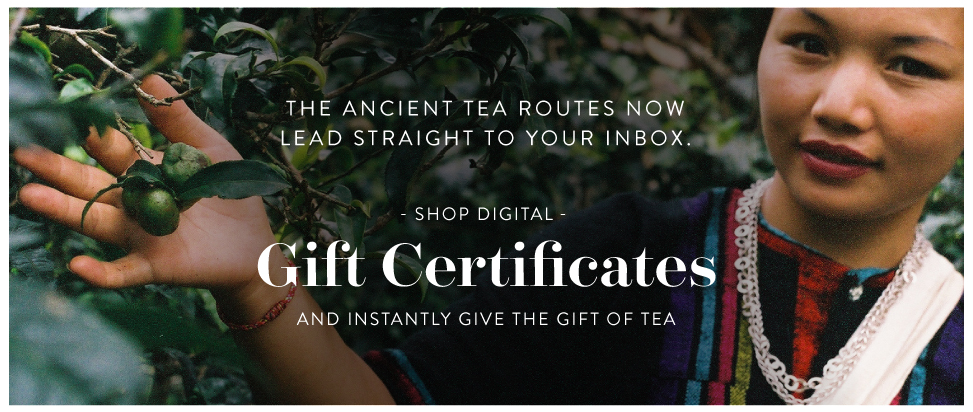 THE ANCIENT TEA ROUTES NOW
LEAD STRAIGHT TO YOUR INBOX.
- SHOP DIGITAL -
Gift Certificates
AND INSTANTLY GIVE THE GIFT OF TEA